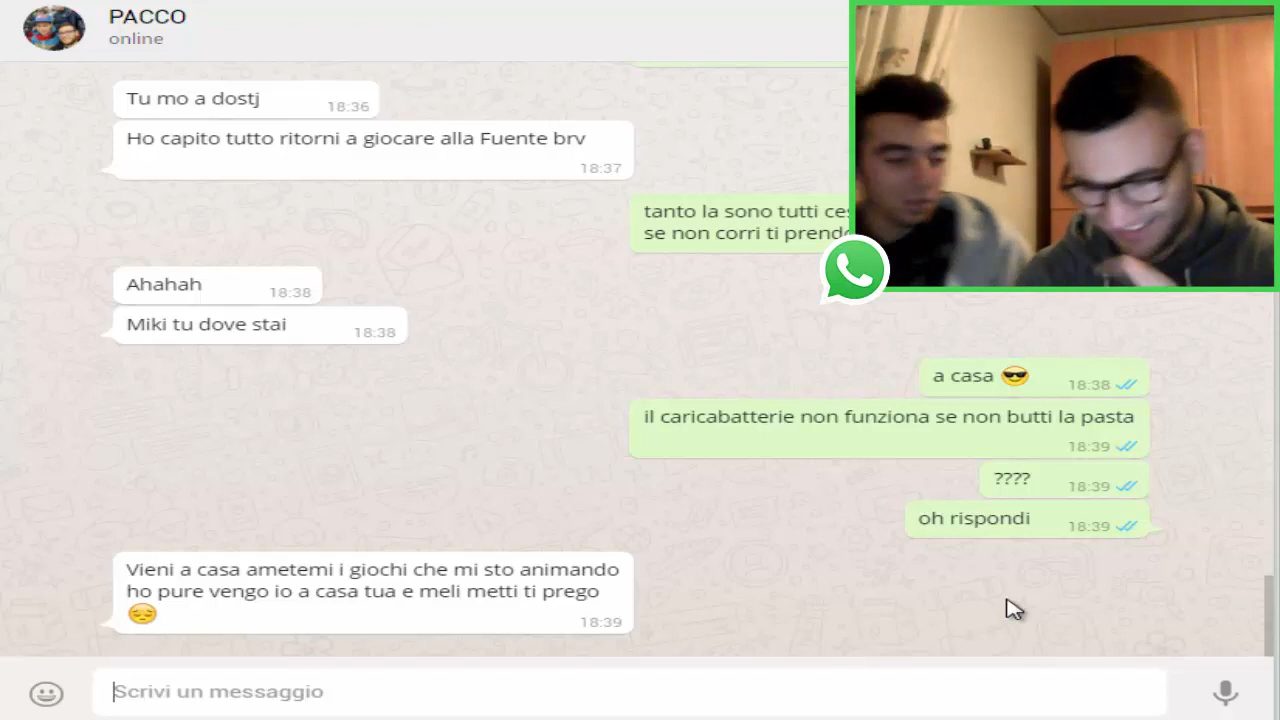 PACCO
online
Tu mo a dostj
18:36
Ho capito tutto ritorni a giocare alla Fuente brv
18:37
tanto la sono tutti
se non corri ti
Ahahah
18:38
Miki tu dove stai
18:38
a casa 😎
18:38
il caricabatterie non funziona se non butti la pasta
18:39
????
18:39
oh rispondi
18:39
Vieni a casa ametemi i giochi che mi sto animando
ho pure vengo io a casa tua e meli metti ti prego
😔
18:39
Scrivi un messaggio